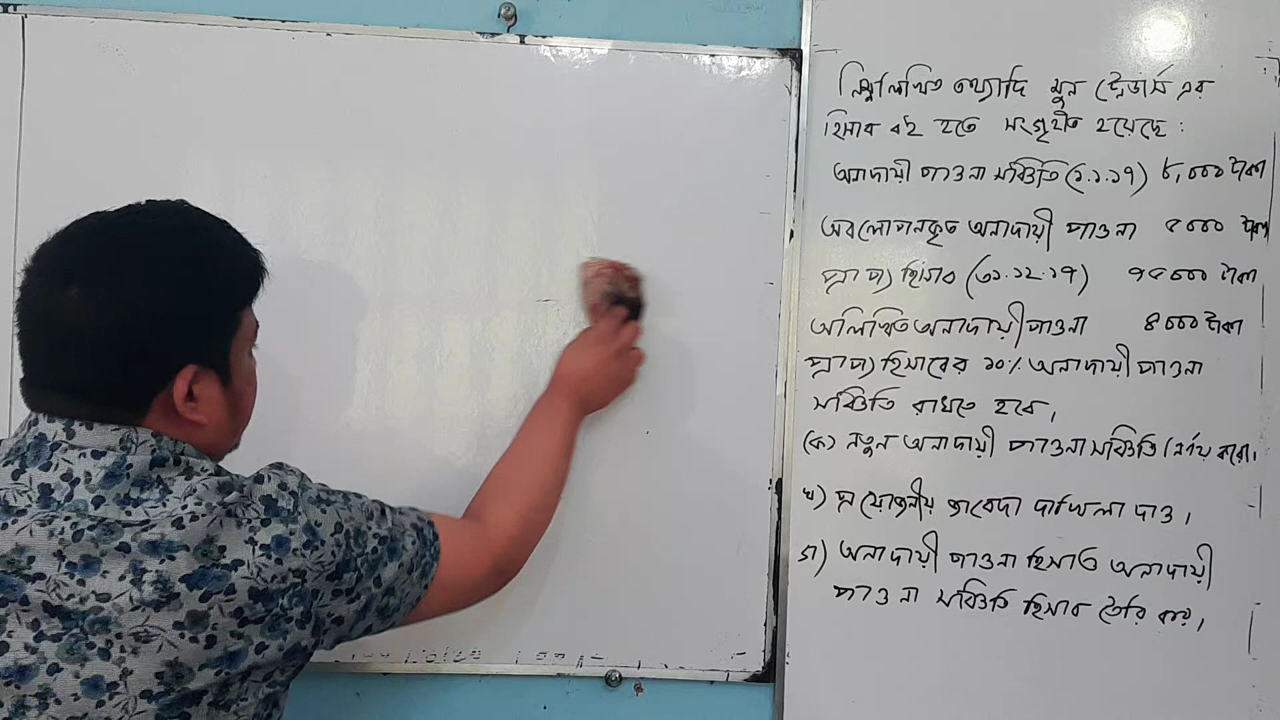 নিম্নলিখিত তথ্যাদি মুন ট্রেডার্স এর
হিসাব বই হতে সংগৃহীত হয়েছে:
অনাদায়ী পাওনা সঞ্চিতি (১.১.১৭) ৮,০০০ টাকা
অবলোপনকৃত অনাদায়ী পাওনা ৫০০০ টাকা
প্রাপ্য হিসাব (৩১.১২.১৭) ৭৫০০০ টাকা
অলিখিত অনাদায়ী পাওনা ৪০০০ টাকা
প্রাপ্য হিসাবের ১০% অনাদায়ী পাওনা
সঞ্চিতি রাখতে হবে।
(ক) নতুন অনাদায়ী পাওনা সঞ্চিতি নির্ণয় করো।
খ) প্রয়োজনীয় জাবেদা দাখিলা দাও।
গ) অনাদায়ী পাওনা হিসাব ও অনাদায়ী
পাওনা সঞ্চিতি হিসাব তৈরি কর।